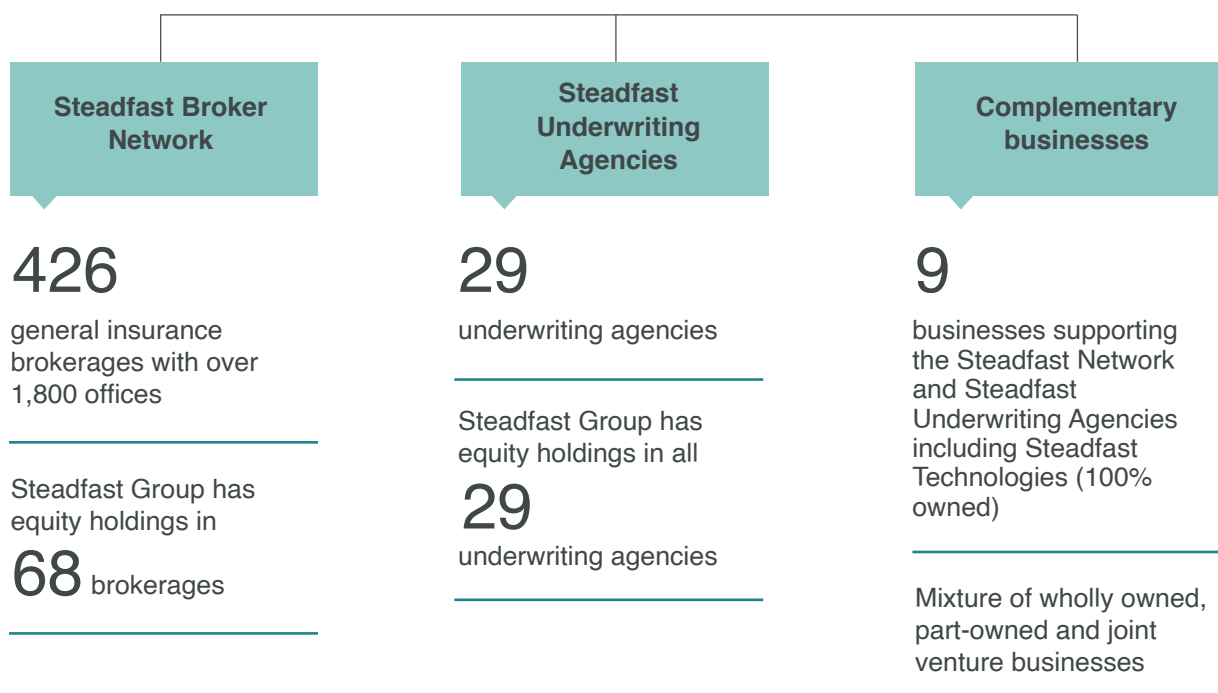 Steadfast Broker
Network
426
general insurance
brokerages with over
1,800 offices
Steadfast Group has
equity holdings in
68 brokerages
Steadfast
Underwriting
Agencies
29
underwriting agencies
Steadfast Group has
equity holdings in all
29
underwriting agencies
Complementary
businesses
9
businesses supporting
the Steadfast Network
and Steadfast
Underwriting Agencies
including Steadfast
Technologies (100%
owned)
Mixture of wholly owned,
part-owned and joint
venture businesses